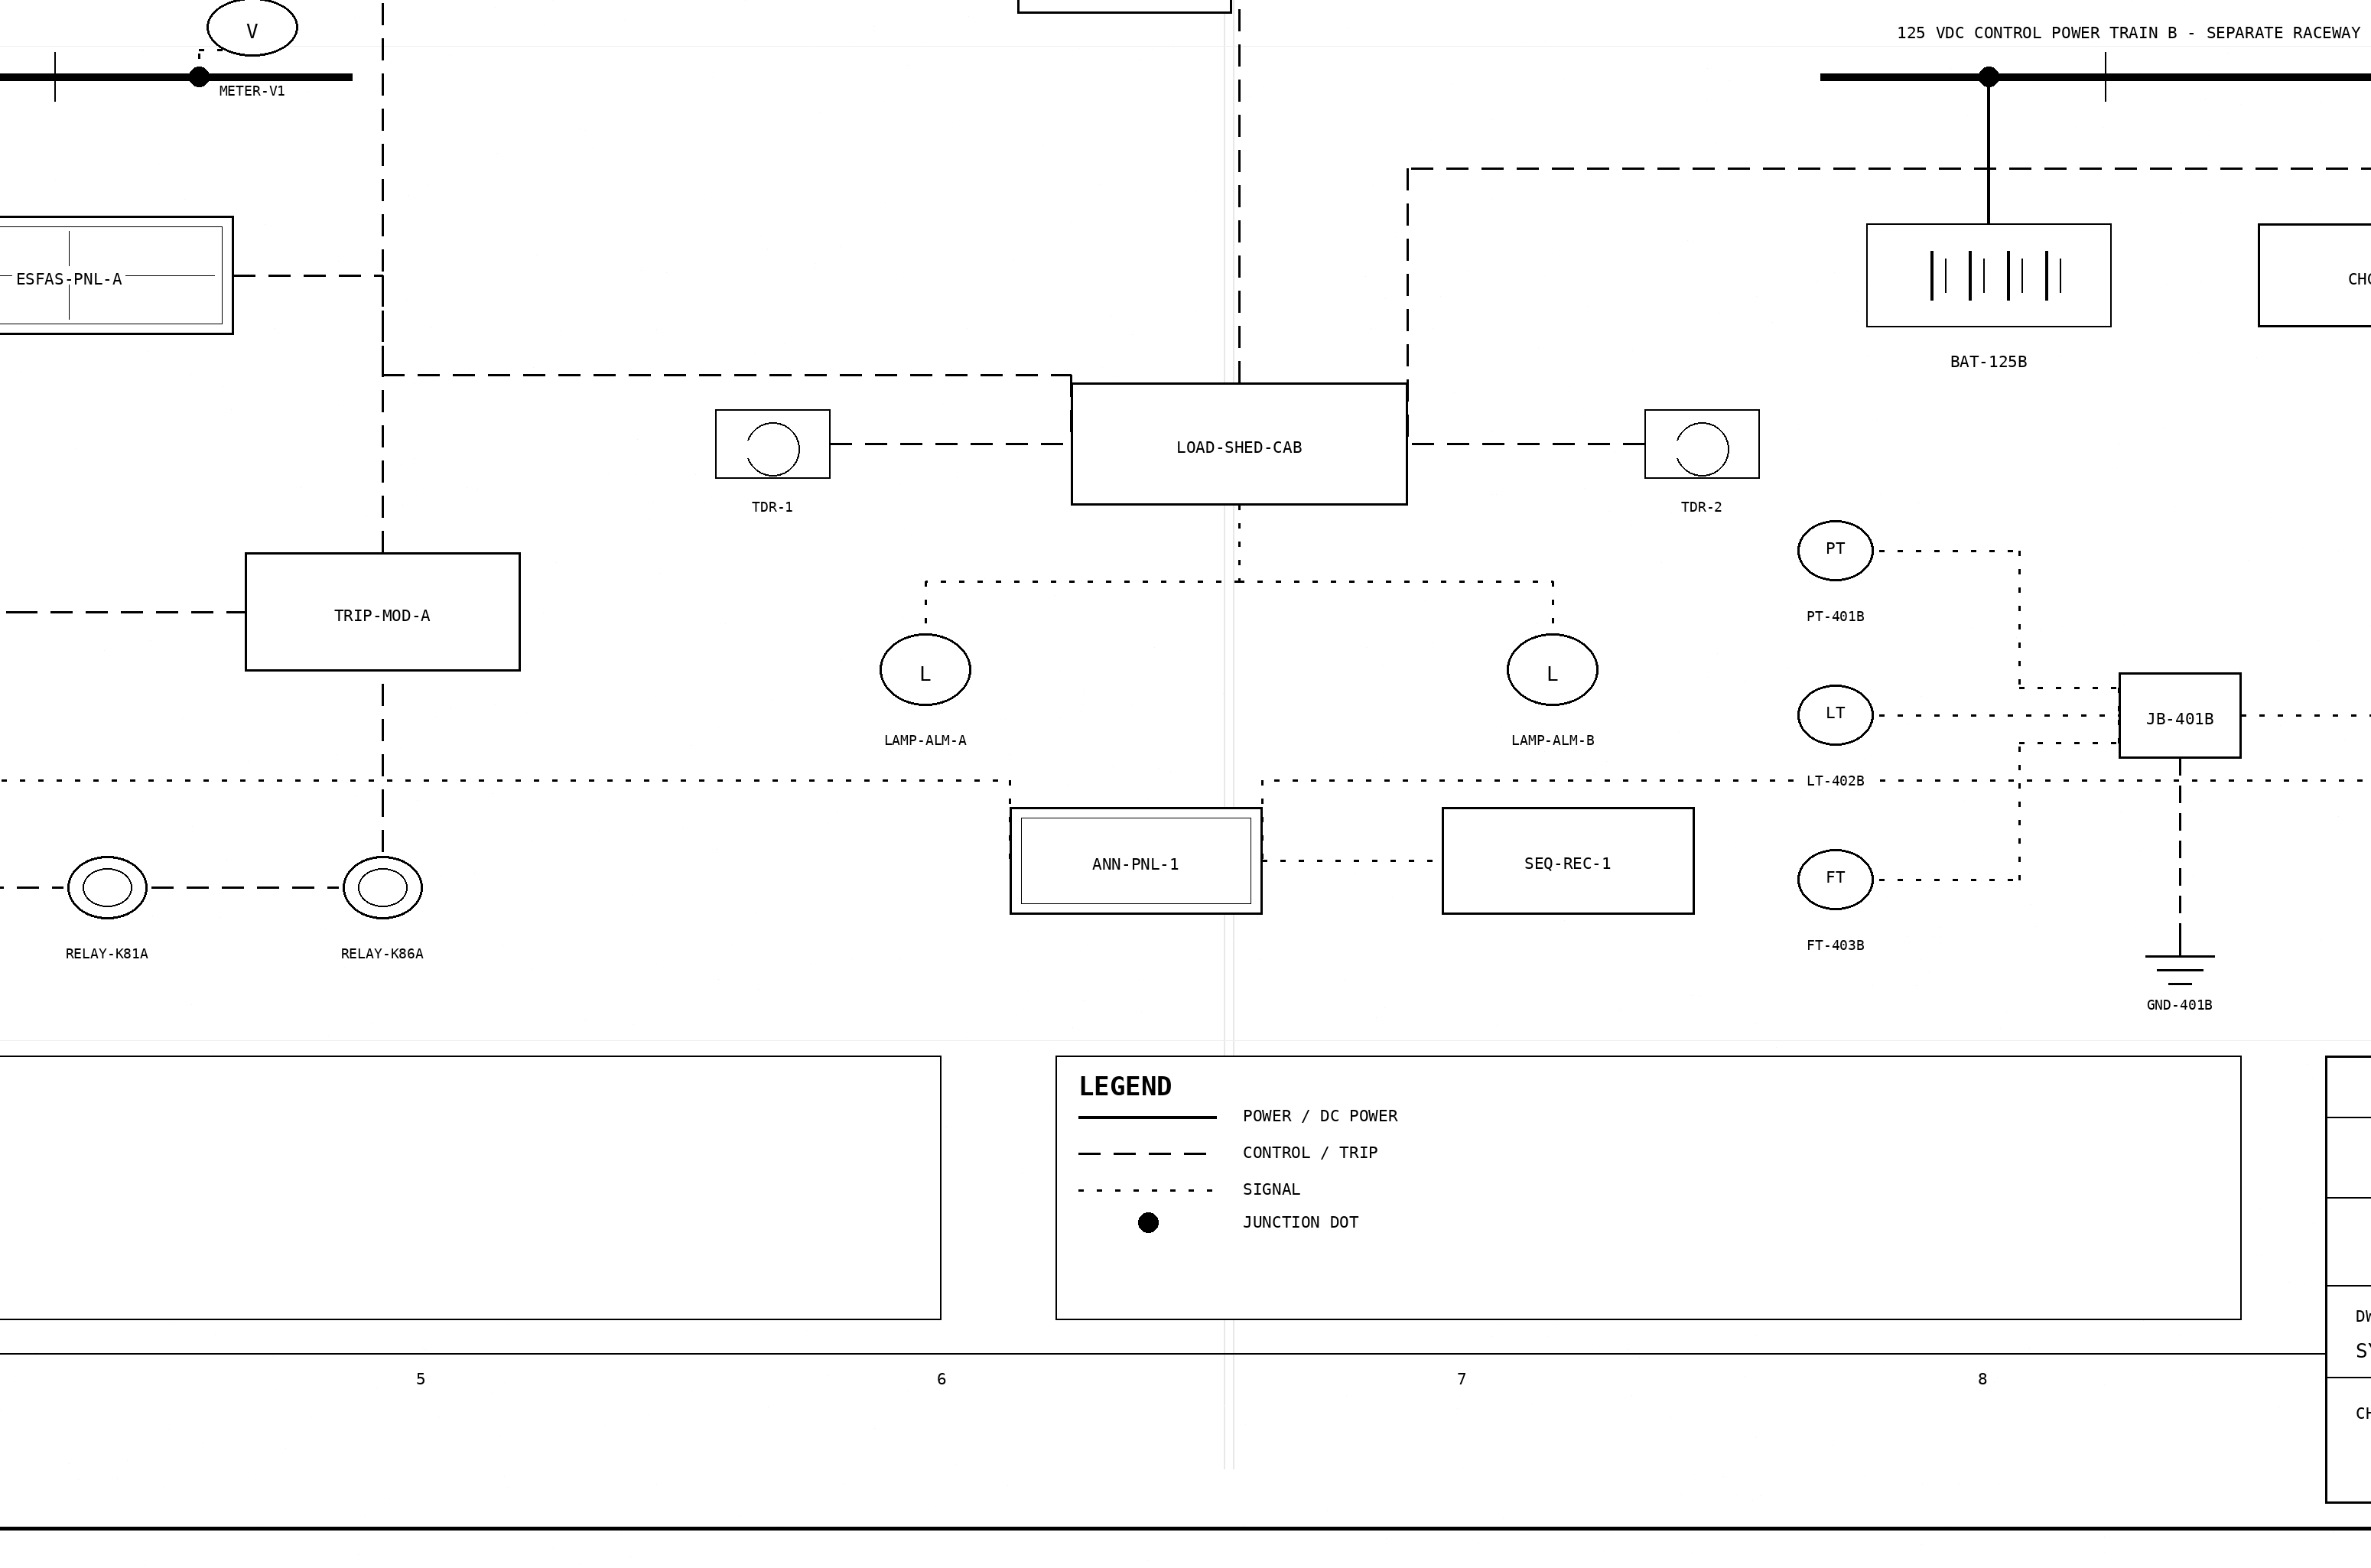 V
125 VDC CONTROL POWER TRAIN B - SEPARATE RACEWAY
METER-V1
ESFAS-PNL-A
BAT-125B
LOAD-SHED-CAB
TDR-1
TDR-2
PT
PT-401B
TRIP-MOD-A
L
L
LT
JB-401B
LAMP-ALM-A
LAMP-ALM-B
LT-402B
ANN-PNL-1
SEQ-REC-1
FT
FT-403B
RELAY-K81A
RELAY-K86A
GND-401B
LEGEND
POWER / DC POWER
CONTROL / TRIP
SIGNAL
JUNCTION DOT
5
6
7
8